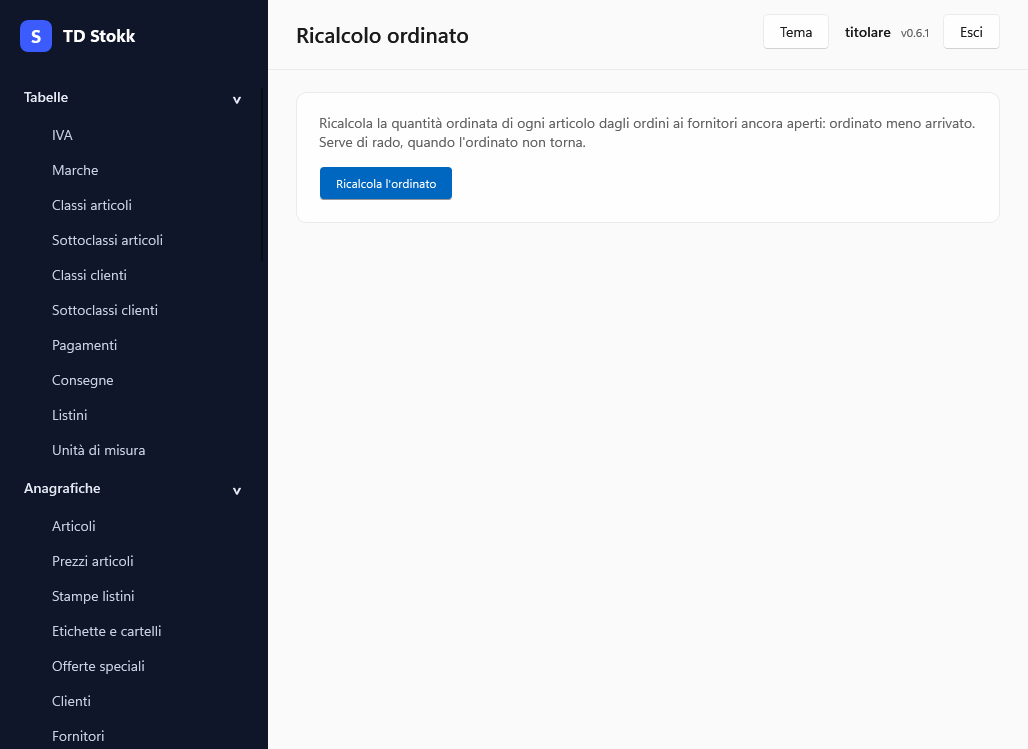 S TD Stokk
Ricalcolo ordinato
Tema
titolare v0.6.1
Esci
Tabelle
IVA
Marche
Classi articoli
Sottoclassi articoli
Classi clienti
Sottoclassi clienti
Pagamenti
Consegne
Listini
Unità di misura
Anagrafiche
Articoli
Prezzi articoli
Stampe listini
Etichette e cartelli
Offerte speciali
Clienti
Fornitori
Ricalcola la quantità ordinata di ogni articolo dagli ordini ai fornitori ancora aperti: ordinato meno arrivato.
Serve di rado, quando l'ordinato non torna.
Ricalcola l'ordinato